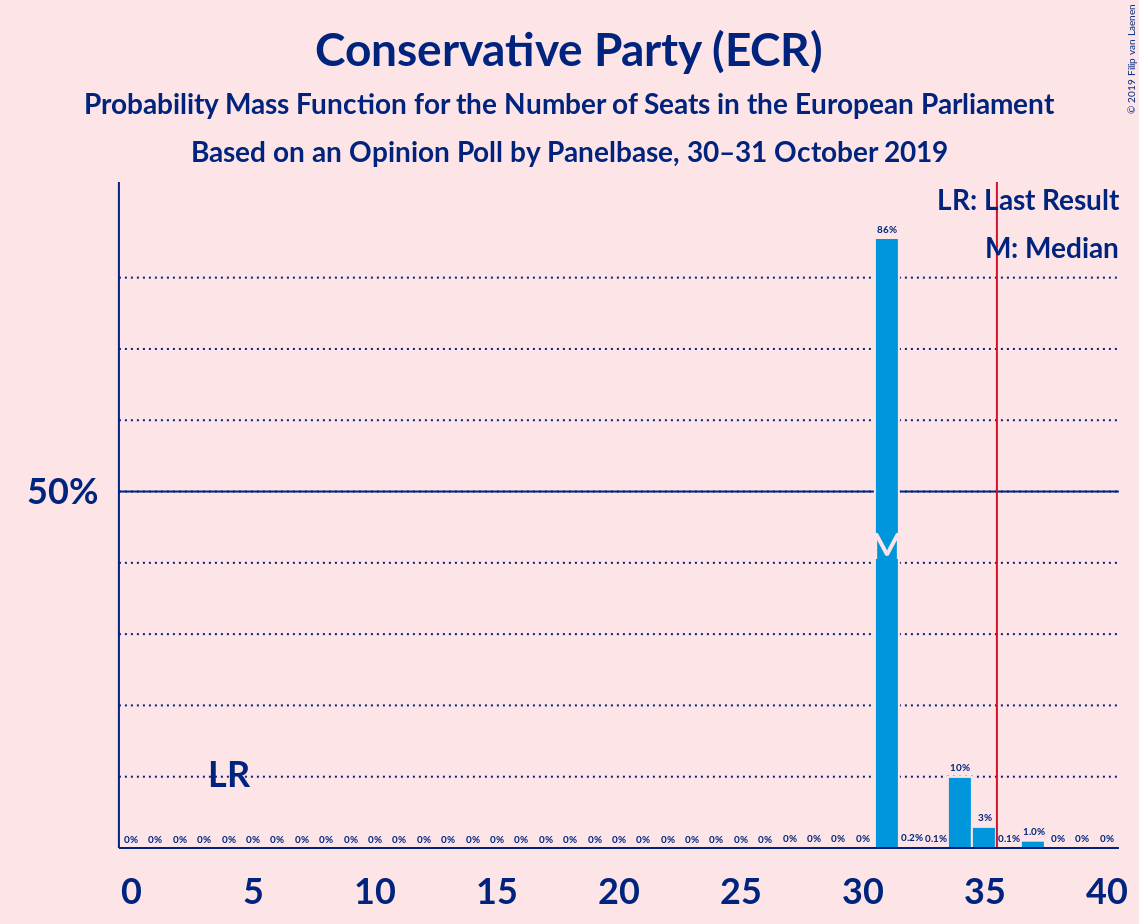 Conservative Party (ECR)
Probability Mass Function for the Number of Seats in the European Parliament
Based on an Opinion Poll by Panelbase, 30–31 October 2019
© 2019 Filip van Laenen
LR: Last Result
M: Median
86%
50%
M
LR
10%
3%
0% 0% 0% 0% 0% 0% 0% 0% 0% 0% 0% 0% 0% 0% 0% 0% 0% 0% 0% 0% 0% 0% 0% 0% 0% 0% 0% 0% 0% 0% 0% 0.2% 0.1% 0.1% 1.0% 0% 0% 0%
0 5 10 15 20 25 30 35 40